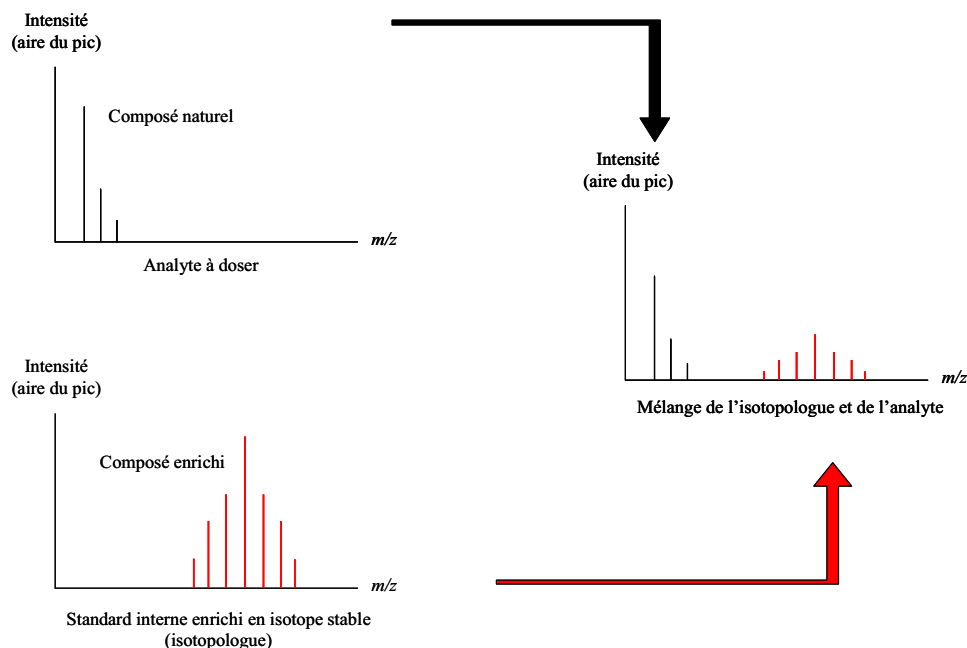 Intensité
(aire du pic)
Composé naturel
m/z
Analyte à doser
Intensité
(aire du pic)
m/z
Mélange de l'isotopologue et de l'analyte
Intensité
(aire du pic)
Composé enrichi
m/z
Standard interne enrichi en isotope stable
(isotopologue)